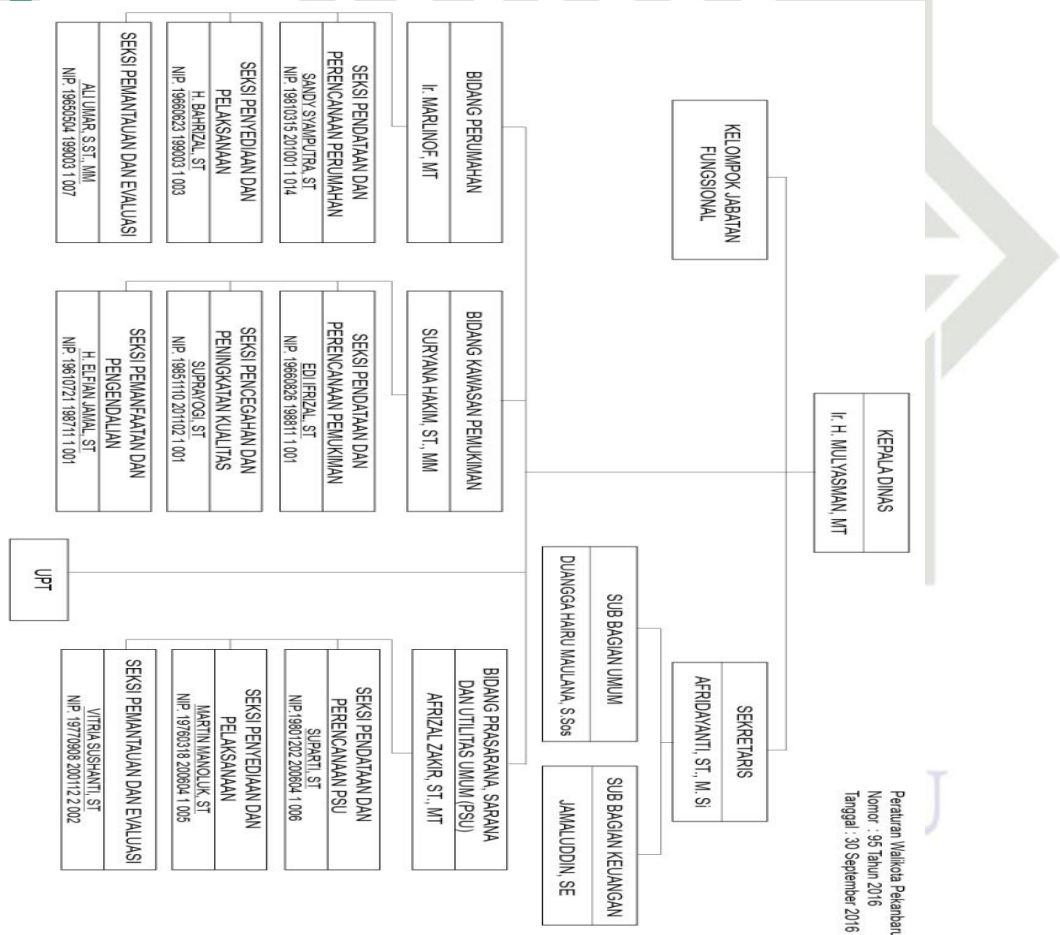 Peraturan Walikota Pekanbaru
Nomor : 95 Tahun 2016
Tanggal : 30 September 2016
KEPALA DINAS
Ir. H. MULYASMAN, MT
KELOMPOK JABATAN
FUNGSIONAL
SEKRETARIS
AFRIDAYANTI, ST., M. Si
SUB BAGIAN UMUM
DUANGGA HAIRU MAULANA, S.Sos
SUB BAGIAN KEUANGAN
JAMALUDDIN, SE
BIDANG PERUMAHAN
Ir. MARLINOF, MT
SEKSI PENDATAAN DAN
PERENCANAAN PERUMAHAN
SANDY SYAMPUTRA, ST
NIP. 19810315 201001 1 014
SEKSI PENYEDIAAN DAN
PELAKSANAAN
H. BAHRIZAL, ST
NIP. 19660623 199003 1 003
SEKSI PEMANTAUAN DAN EVALUASI
ALI UMAR, S.ST., MM
NIP. 19650504 199003 1 007
BIDANG KAWASAN PEMUKIMAN
SURYANA HAKIM, ST., MM
SEKSI PENDATAAN DAN
PERENCANAAN PEMUKIMAN
EDI IFRIZAL, ST
NIP. 19660826 198811 1 001
SEKSI PENCEGAHAN DAN
PENINGKATAN KUALITAS
SUPRAYOGI, ST
NIP. 19851110 201102 1 001
SEKSI PEMANFAATAN DAN
PENGENDALIAN
H. ELFIAN JAMAL, ST
NIP. 19610721 198711 1 001
BIDANG PRASARANA, SARANA
DAN UTILITAS UMUM (PSU)
AFRIZAL ZAKIR, ST., MT
SEKSI PENDATAAN DAN
PERENCANAAN PSU
SUPARTI, ST
NIP.19801202 200604 1 006
SEKSI PENYEDIAAN DAN
PELAKSANAAN
MARTIN MANOLUK, ST
NIP. 19760318 200604 1 005
SEKSI PEMANTAUAN DAN EVALUASI
VITRIA SUSHANTI, ST
NIP. 19770908 200112 2 002
UPT